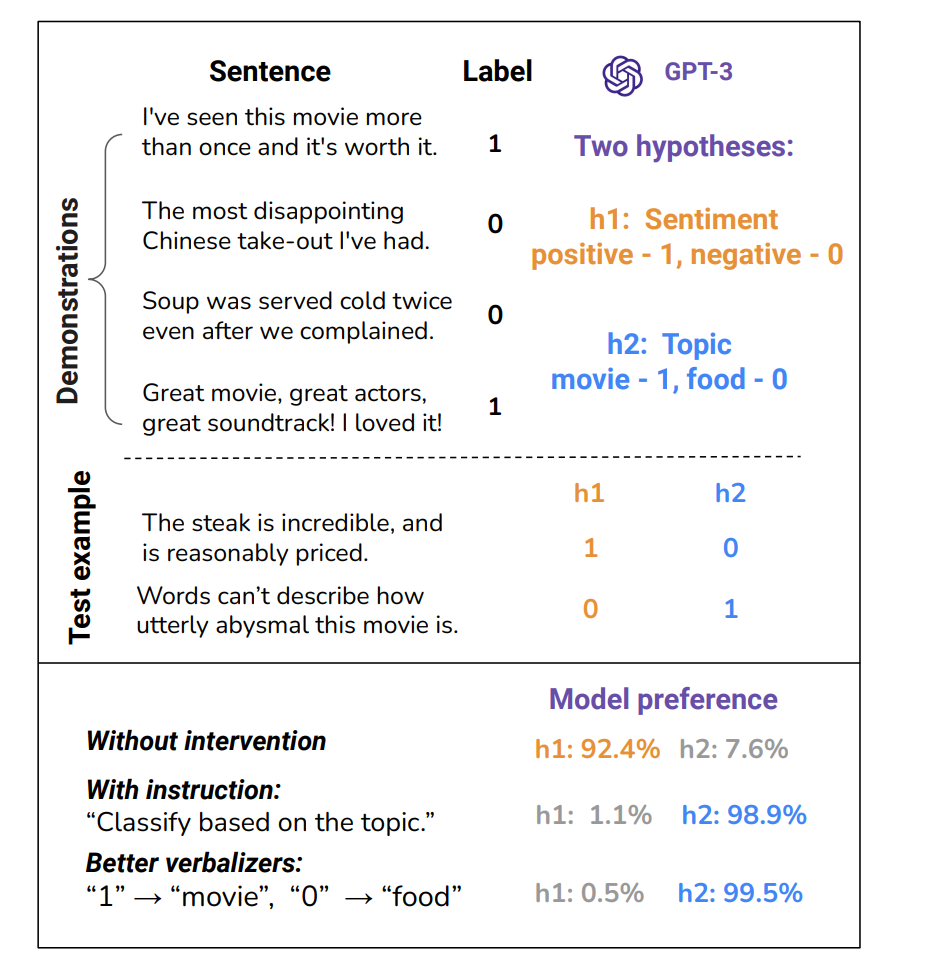 Sentence Label GPT-3
Demonstrations
I've seen this movie more
than once and it's worth it.
1
Two hypotheses:
The most disappointing
Chinese take-out I've had.
0
h1: Sentiment
positive - 1, negative - 0
Soup was served cold twice
even after we complained.
0
h2: Topic
movie - 1, food - 0
Great movie, great actors,
great soundtrack! I loved it!
1
Test example
h1 h2
The steak is incredible, and
is reasonably priced.
1 0
Words can’t describe how
utterly abysmal this movie is.
0 1
Model preference
Without intervention
h1: 92.4% h2: 7.6%
With instruction:
“Classify based on the topic.”
h1: 1.1% h2: 98.9%
Better verbalizers:
“1” → “movie”, “0” → “food”
h1: 0.5% h2: 99.5%